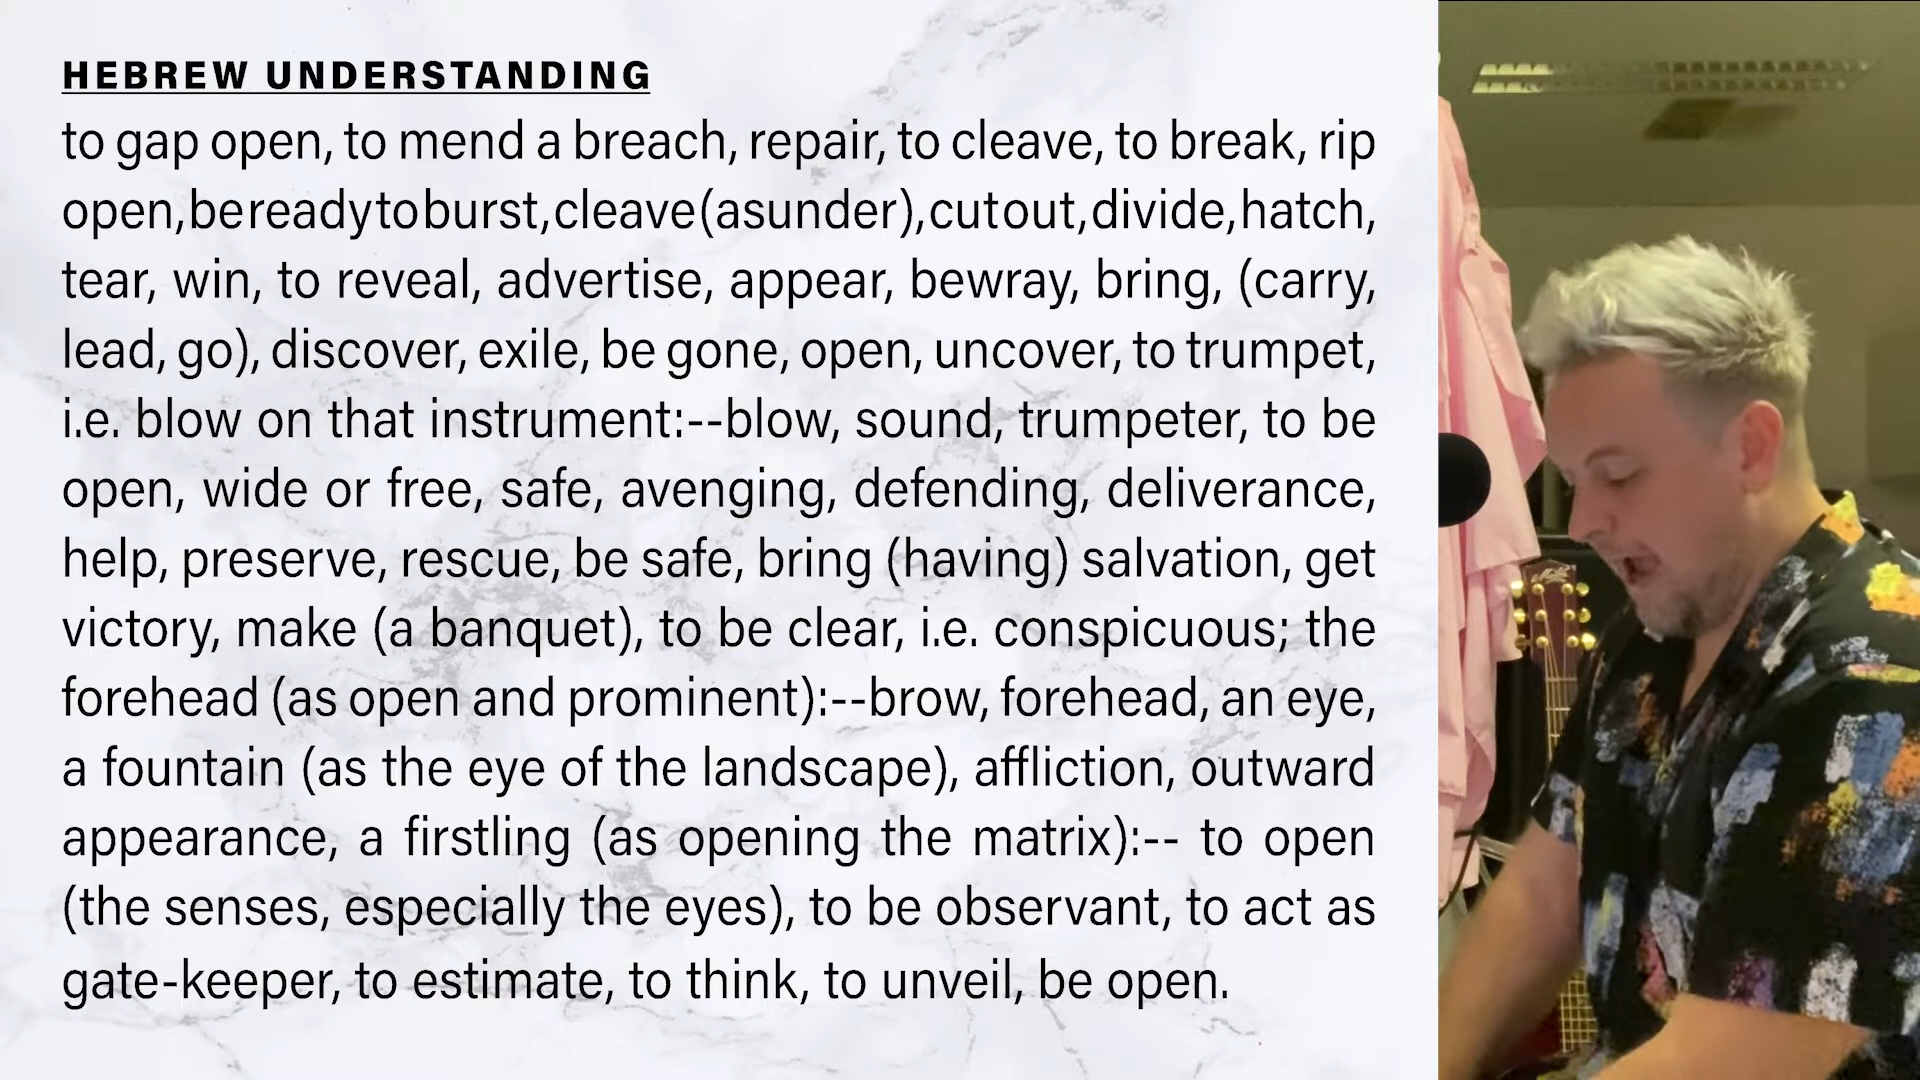 HEBREW UNDERSTANDING
to gap open, to mend a breach, repair, to cleave, to break, rip
open, be ready to burst, cleave (asunder), cut out, divide, hatch,
tear, win, to reveal, advertise, appear, bewray, bring, (carry,
lead, go), discover, exile, be gone, open, uncover, to trumpet,
i.e. blow on that instrument:--blow, sound, trumpeter, to be
open, wide or free, safe, avenging, defending, deliverance,
help, preserve, rescue, be safe, bring (having) salvation, get
victory, make (a banquet), to be clear, i.e. conspicuous; the
forehead (as open and prominent):--brow, forehead, an eye,
a fountain (as the eye of the landscape), affliction, outward
appearance, a firstling (as opening the matrix):-- to open
(the senses, especially the eyes), to be observant, to act as
gate-keeper, to estimate, to think, to unveil, be open.